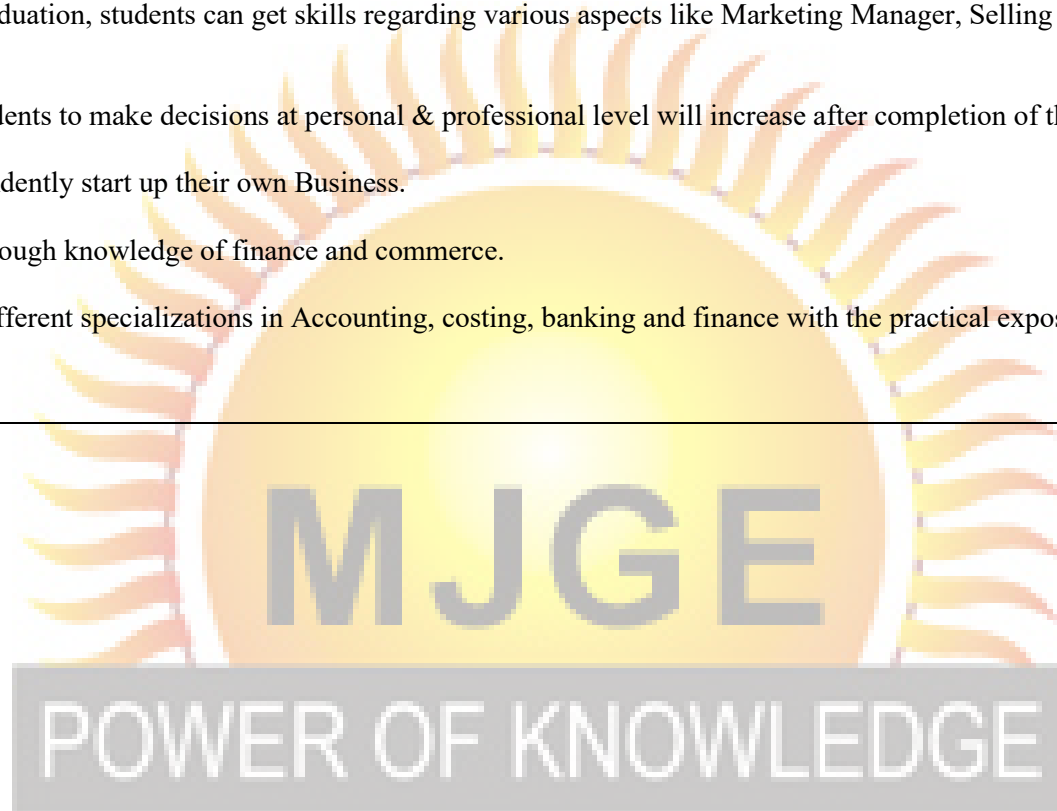 duation, students can get skills regarding various aspects like Marketing Manager, Selling
dents to make decisions at personal & professional level will increase after completion of th
dently start up their own Business.
ough knowledge of finance and commerce.
fferent specializations in Accounting, costing, banking and finance with the practical expos
MJGE
POWER OF KNOWLEDGE